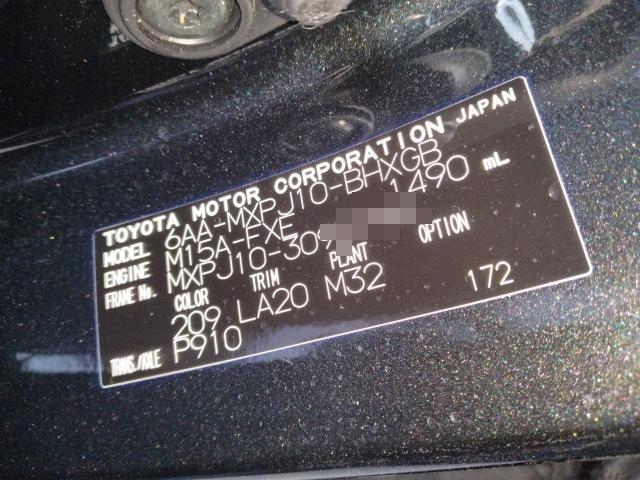 TOYOTA MOTOR CORPORATION JAPAN
MODEL 6AA-MXPJ10-BHXGB
ENGINE M15A-FXE 1490 mL
FRAME No. MXPJ10-309
COLOR TRIM PLANT OPTION
209 LA20 M32 172
TRANS./AXLE P910